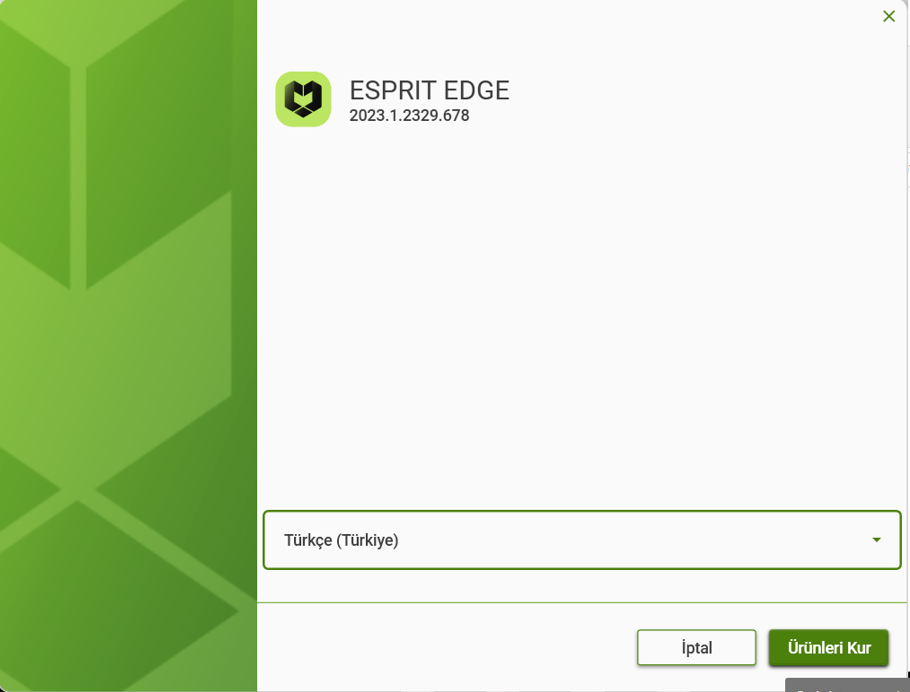 ESPRIT EDGE
2023.1.2329.678
Türkçe (Türkiye)
İptal
Ürünleri Kur